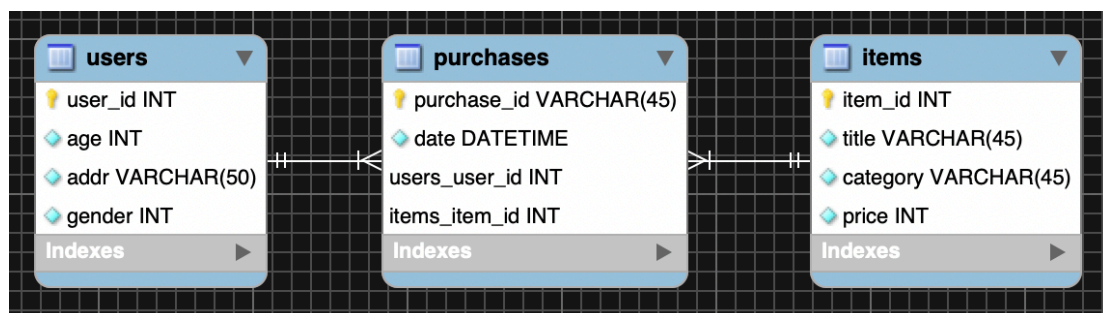 users
user_id INT
age INT
addr VARCHAR(50)
gender INT
Indexes
purchases
purchase_id VARCHAR(45)
date DATETIME
users_user_id INT
items_item_id INT
Indexes
items
item_id INT
title VARCHAR(45)
category VARCHAR(45)
price INT
Indexes